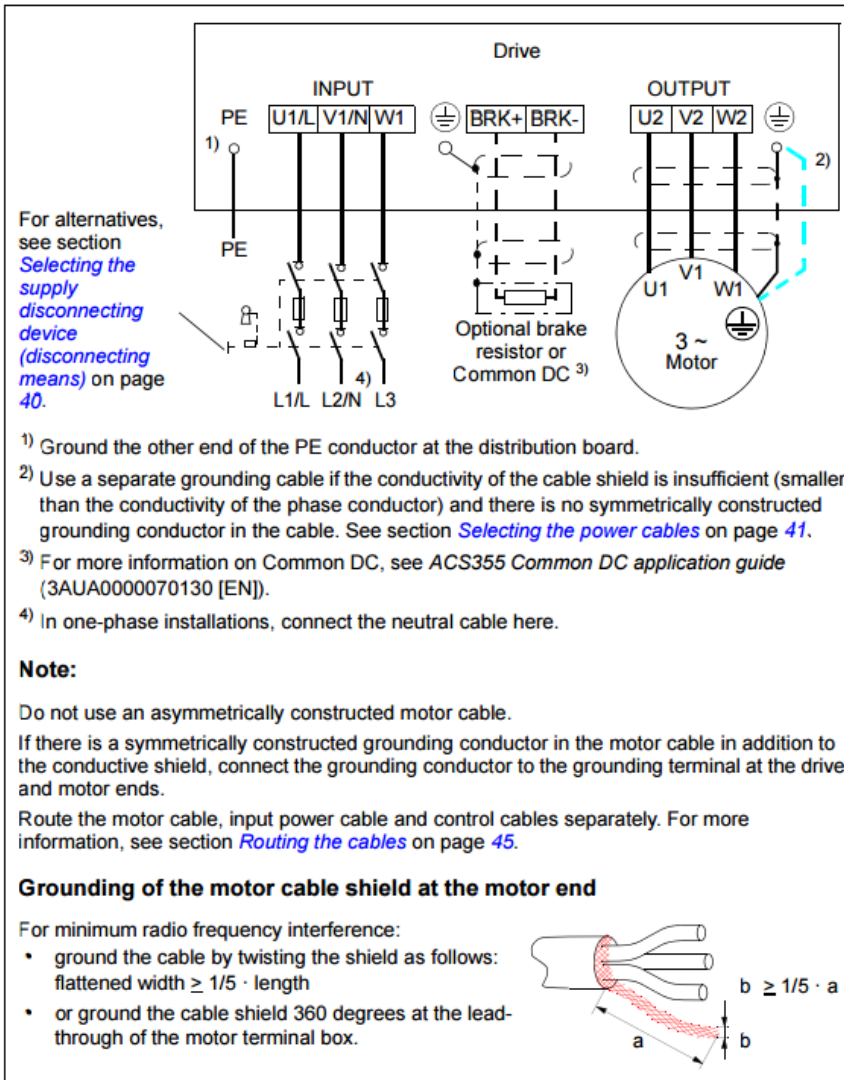 Drive
INPUT
OUTPUT
PE U1/L V1/N W1 BRK+ BRK- U2 V2 W2
1)
2)
For alternatives,
see section
Selecting the
supply
disconnecting
device
(disconnecting
means) on page
40.
PE
U1 V1 W1
3 ~
Motor
Optional brake
resistor or
Common DC 3)
4)
L1/L L2/N L3
1) Ground the other end of the PE conductor at the distribution board.
2) Use a separate grounding cable if the conductivity of the cable shield is insufficient (smaller
than the conductivity of the phase conductor) and there is no symmetrically constructed
grounding conductor in the cable. See section Selecting the power cables on page 41.
3) For more information on Common DC, see ACS355 Common DC application guide
(3AUA0000070130 [EN]).
4) In one-phase installations, connect the neutral cable here.
Note:
Do not use an asymmetrically constructed motor cable.
If there is a symmetrically constructed grounding conductor in the motor cable in addition to
the conductive shield, connect the grounding conductor to the grounding terminal at the drive
and motor ends.
Route the motor cable, input power cable and control cables separately. For more
information, see section Routing the cables on page 45.
Grounding of the motor cable shield at the motor end
For minimum radio frequency interference:
• ground the cable by twisting the shield as follows:
flattened width ≥ 1/5 · length
• or ground the cable shield 360 degrees at the lead-
through of the motor terminal box.
b ≥ 1/5 · a
a
b